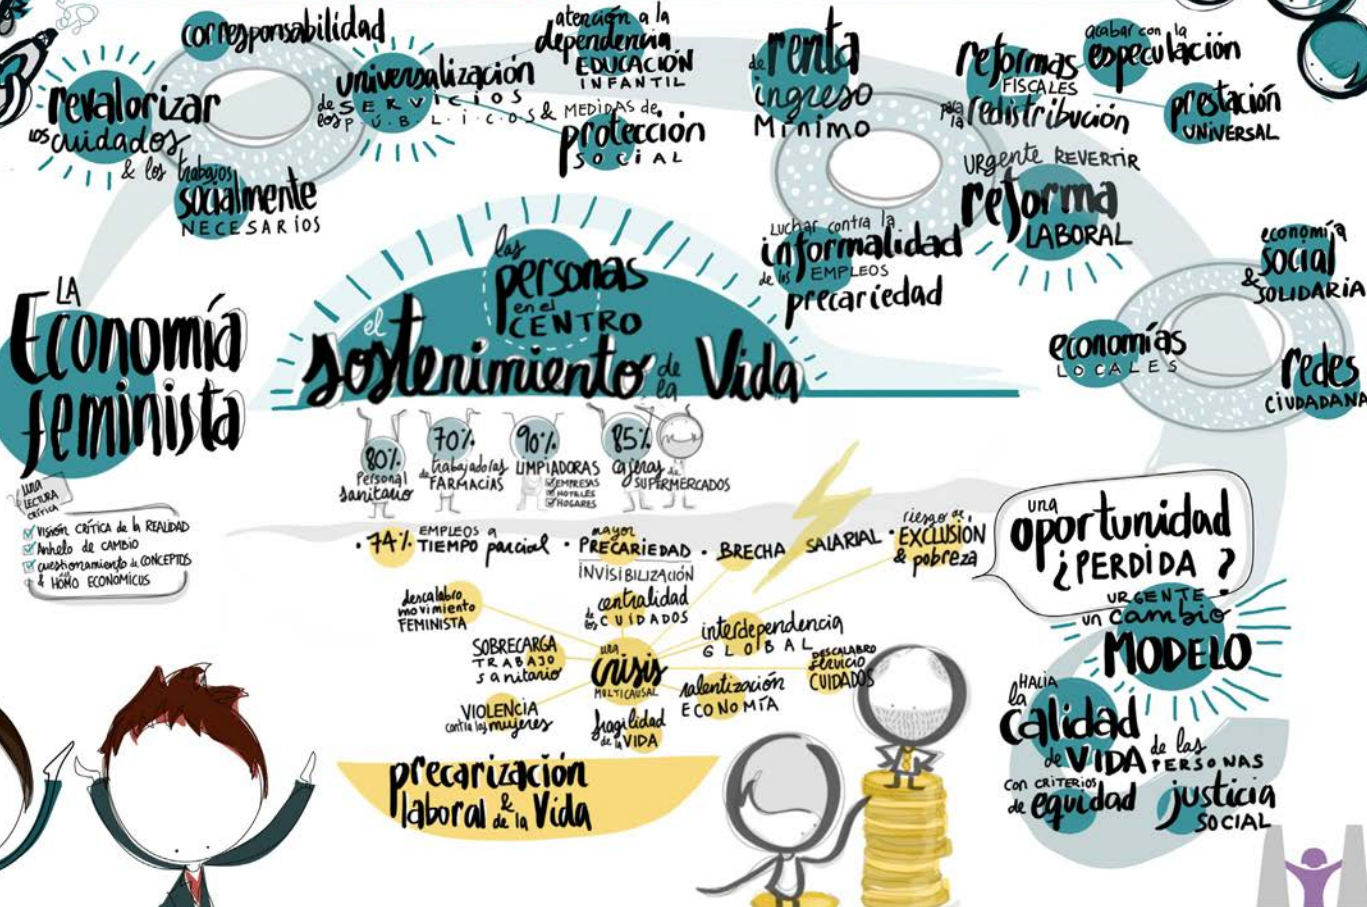 corresponsabilidad
revalorizar
los cuidados
& los trabajos
socialmente
NECESARIOS
universalización
de SERVICIOS
los P.Ú.B.L.I.C.O.S & MEDIDAS de
protección
SOCIAL
atención a la
dependencia
EDUCACIÓN
INFANTIL
renta
de ingreso
Mínimo
reformas
FISCALES
para la redistribución
acabar con la
especulación
prestación
UNIVERSAL
URgente REVERTIR
reforma
LABORAL
LUCHAR contra la
informalidad
de los EMPLEOS
precariedad
economía
social
& SOLIDARIA
economías
LOCALES
redes
CIUDADANA
LA
Economía
feminista
una
LECTURA
CRÍTICA
VISIÓN CRÍTICA de la REALIDAD
Anhelo de CAMBIO
cuestionamiento de CONCEPTOS
& del HOMO ECONOMICUS
las
personas
en el
CENTRO
el
sostenimiento de la Vida
80%
Personal
sanitario
70%
de trabajadoras
FARMACIAS
90%
LIMPIADORAS
EMPRESAS
HOTELES
HOGARES
85%
cajeras de
SUPERMERCADOS
· 74% EMPLEOS a
TIEMPO parcial
· mayor
PRECARIEDAD
INVISIBILIZACIÓN
· BRECHA SALARIAL
· riesgo de
EXCLUSIÓN
& pobreza
descalabro
movimiento
FEMINISTA
centralidad
de los CUIDADOS
interdependencia
GLOBAL
SOBRECARGA
TRABAJO
sanitario
una
crisis
MULTICAUSAL
DESCALABRO
servicio
CUIDADOS
ralentización
ECONOMÍA
VIOLENCIA
contra las mujeres
fragilidad
de la VIDA
precarización
laboral & de la Vida
una
oportunidad
¿PERDIDA?
URGENTE
un cambio
MODELO
HACIA
la
calidad
de VIDA de las
PERSONAS
con CRITERIOS
de equidad
justicia
SOCIAL